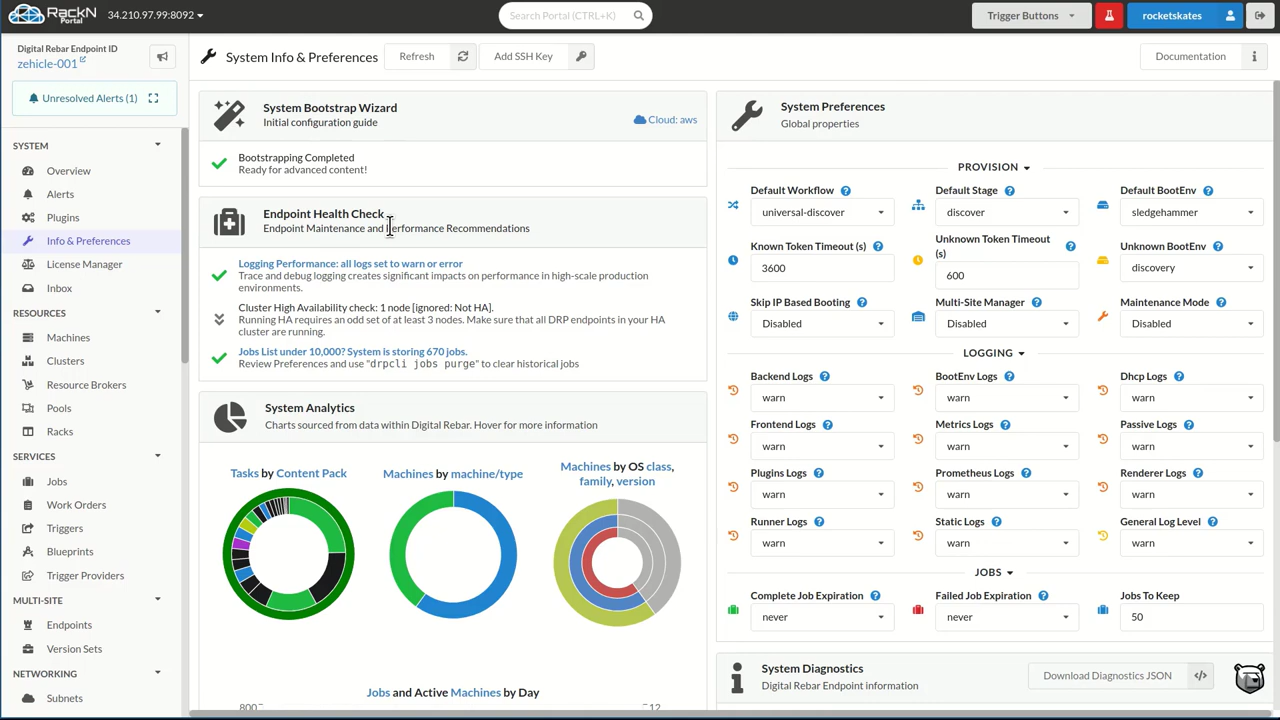 RackN
Portal
34.210.97.99:8092
Search Portal (CTRL+K)
Trigger Buttons
rocketskates
Digital Rebar Endpoint ID
zehicle-001
Unresolved Alerts (1)
SYSTEM
Overview
Alerts
Plugins
Info & Preferences
License Manager
Inbox
RESOURCES
Machines
Clusters
Resource Brokers
Pools
Racks
SERVICES
Jobs
Work Orders
Triggers
Blueprints
Trigger Providers
MULTI-SITE
Endpoints
Version Sets
NETWORKING
Subnets
System Info & Preferences
Refresh
Add SSH Key
Documentation
System Bootstrap Wizard
Initial configuration guide
Cloud: aws
Bootstrapping Completed
Ready for advanced content!
Endpoint Health Check
Endpoint Maintenance and Performance Recommendations
Logging Performance: all logs set to warn or error
Trace and debug logging creates significant impacts on performance in high-scale production
environments.
Cluster High Availability check: 1 node [ignored: Not HA].
Running HA requires an odd set of at least 3 nodes. Make sure that all DRP endpoints in your HA
cluster are running.
Jobs List under 10,000? System is storing 670 jobs.
Review Preferences and use "drpcli jobs purge" to clear historical jobs
System Analytics
Charts sourced from data within Digital Rebar. Hover for more information
Tasks by Content Pack
Machines by machine/type
Machines by OS class,
family, version
Jobs and Active Machines by Day
800
12
System Preferences
Global properties
PROVISION
Default Workflow
Default Stage
Default BootEnv
universal-discover
discover
sledgehammer
Known Token Timeout (s)
Unknown Token Timeout
(s)
Unknown BootEnv
3600
600
discovery
Skip IP Based Booting
Multi-Site Manager
Maintenance Mode
Disabled
Disabled
Disabled
LOGGING
Backend Logs
BootEnv Logs
Dhcp Logs
warn
warn
warn
Frontend Logs
Metrics Logs
Passive Logs
warn
warn
warn
Plugins Logs
Prometheus Logs
Renderer Logs
warn
warn
warn
Runner Logs
Static Logs
General Log Level
warn
warn
warn
JOBS
Complete Job Expiration
Failed Job Expiration
Jobs To Keep
never
never
50
System Diagnostics
Digital Rebar Endpoint information
Download Diagnostics JSON